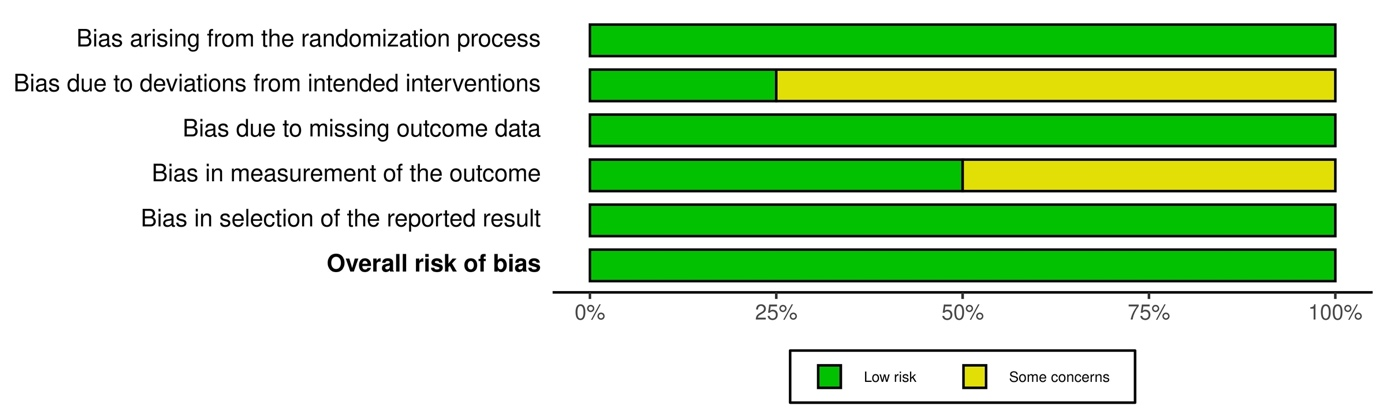 Bias arising from the randomization process
Bias due to deviations from intended interventions
Bias due to missing outcome data
Bias in measurement of the outcome
Bias in selection of the reported result
Overall risk of bias
0% 25% 50% 75% 100%
Low risk Some concerns